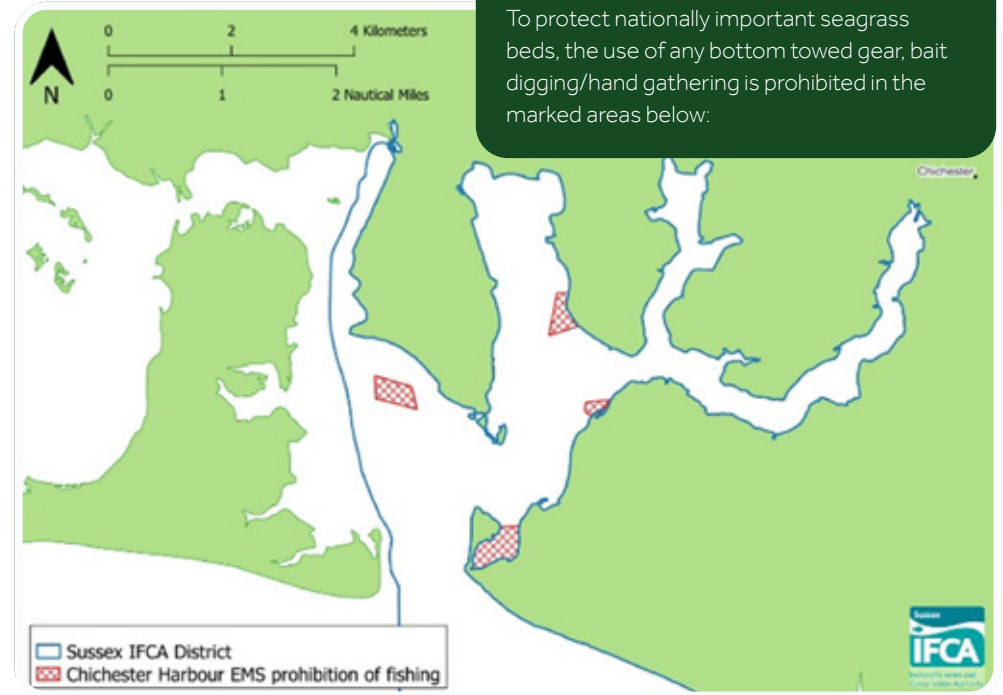 To protect nationally important seagrass
beds, the use of any bottom towed gear, bait
digging/hand gathering is prohibited in the
marked areas below:
0 2 4 Kilometers
0 1 2 Nautical Miles
N
Chichester
Sussex IFCA District
Chichester Harbour EMS prohibition of fishing
Sussex
IFCA
Conservation Authority